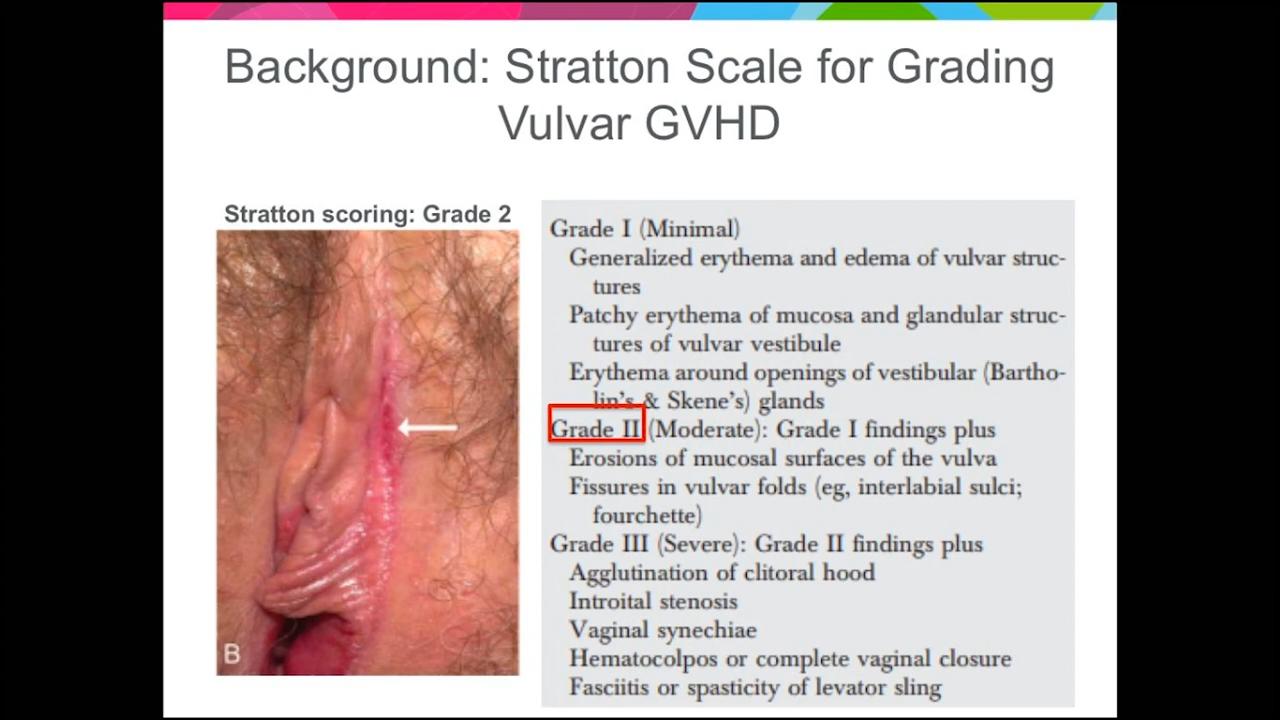 Background: Stratton Scale for Grading
Vulvar GVHD
Stratton scoring: Grade 2
B
Grade I (Minimal)
Generalized erythema and edema of vulvar struc-
tures
Patchy erythema of mucosa and glandular struc-
tures of vulvar vestibule
Erythema around openings of vestibular (Bartho-
lin's & Skene's) glands
Grade II (Moderate): Grade I findings plus
Erosions of mucosal surfaces of the vulva
Fissures in vulvar folds (eg, interlabial sulci;
fourchette)
Grade III (Severe): Grade II findings plus
Agglutination of clitoral hood
Introital stenosis
Vaginal synechiae
Hematocolpos or complete vaginal closure
Fasciitis or spasticity of levator sling